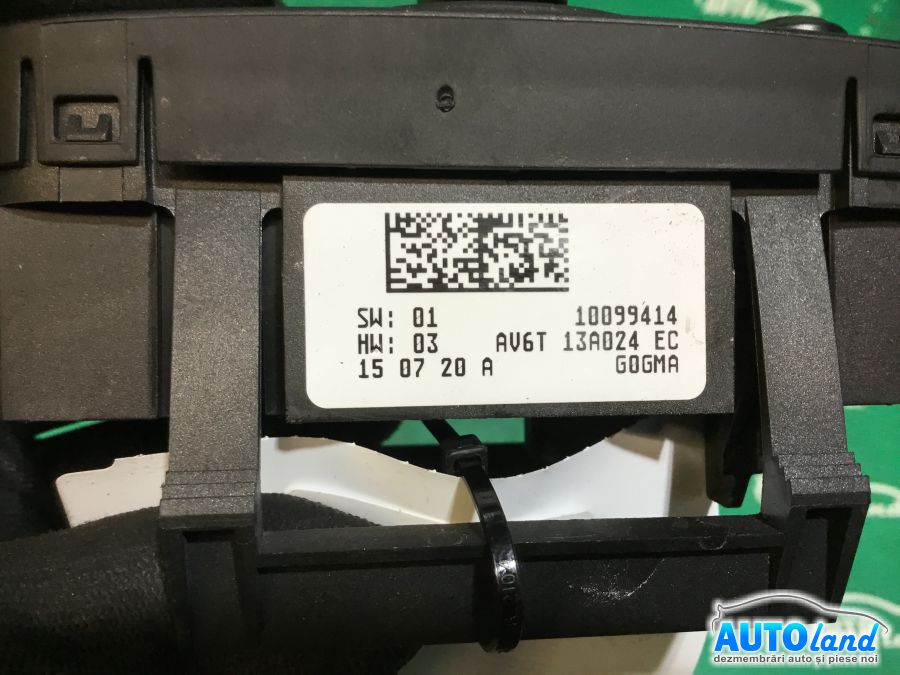 SW: 01 10099414
HW: 03 AV6T 13A024 EC
15 07 20 A G0GMA
AUTOland
dezmembrări auto și piese noi